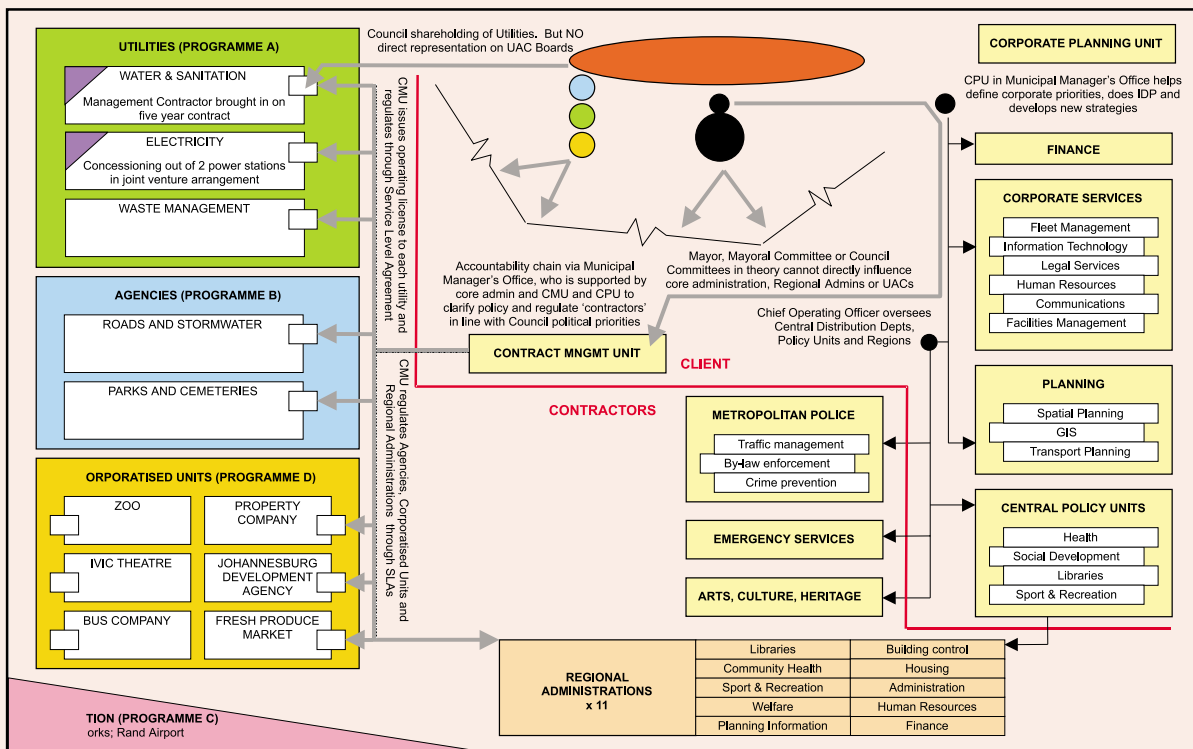 UTILITIES (PROGRAMME A)
WATER & SANITATION
Management Contractor brought in on
five year contract
ELECTRICITY
Concessioning out of 2 power stations
in joint venture arrangement
WASTE MANAGEMENT
AGENCIES (PROGRAMME B)
ROADS AND STORMWATER
PARKS AND CEMETERIES
ORPORATISED UNITS (PROGRAMME D)
ZOO
PROPERTY
COMPANY
IVIC THEATRE
JOHANNESBURG
DEVELOPMENT
AGENCY
BUS COMPANY
FRESH PRODUCE
MARKET
TION (PROGRAMME C)
orks; Rand Airport
Council shareholding of Utilities. But NO
direct representation on UAC Boards
CMU issues operating license to each utility and
regulates through Service Level Agreement
CMU regulates Agencies, Corporatised Units and
Regional Administrations through SLAs
Accountability chain via Municipal
Manager's Office, who is supported by
core admin and CMU and CPU to
clarify policy and regulate 'contractors'
in line with Council political priorities
CONTRACT MNGMT UNIT
CLIENT
CONTRACTORS
Mayor, Mayoral Committee or Council
Committees in theory cannot directly influence
core administration, Regional Admins or UACs
Chief Operating Officer oversees
Central Distribution Depts,
Policy Units and Regions
METROPOLITAN POLICE
Traffic management
By-law enforcement
Crime prevention
EMERGENCY SERVICES
ARTS, CULTURE, HERITAGE
CORPORATE PLANNING UNIT
CPU in Municipal Manager's Office helps
define corporate priorities, does IDP and
develops new strategies
FINANCE
CORPORATE SERVICES
Fleet Management
Information Technology
Legal Services
Human Resources
Communications
Facilities Management
PLANNING
Spatial Planning
GIS
Transport Planning
CENTRAL POLICY UNITS
Health
Social Development
Libraries
Sport & Recreation
REGIONAL
ADMINISTRATIONS
x 11
Libraries
Community Health
Sport & Recreation
Welfare
Planning Information
Building control
Housing
Administration
Human Resources
Finance